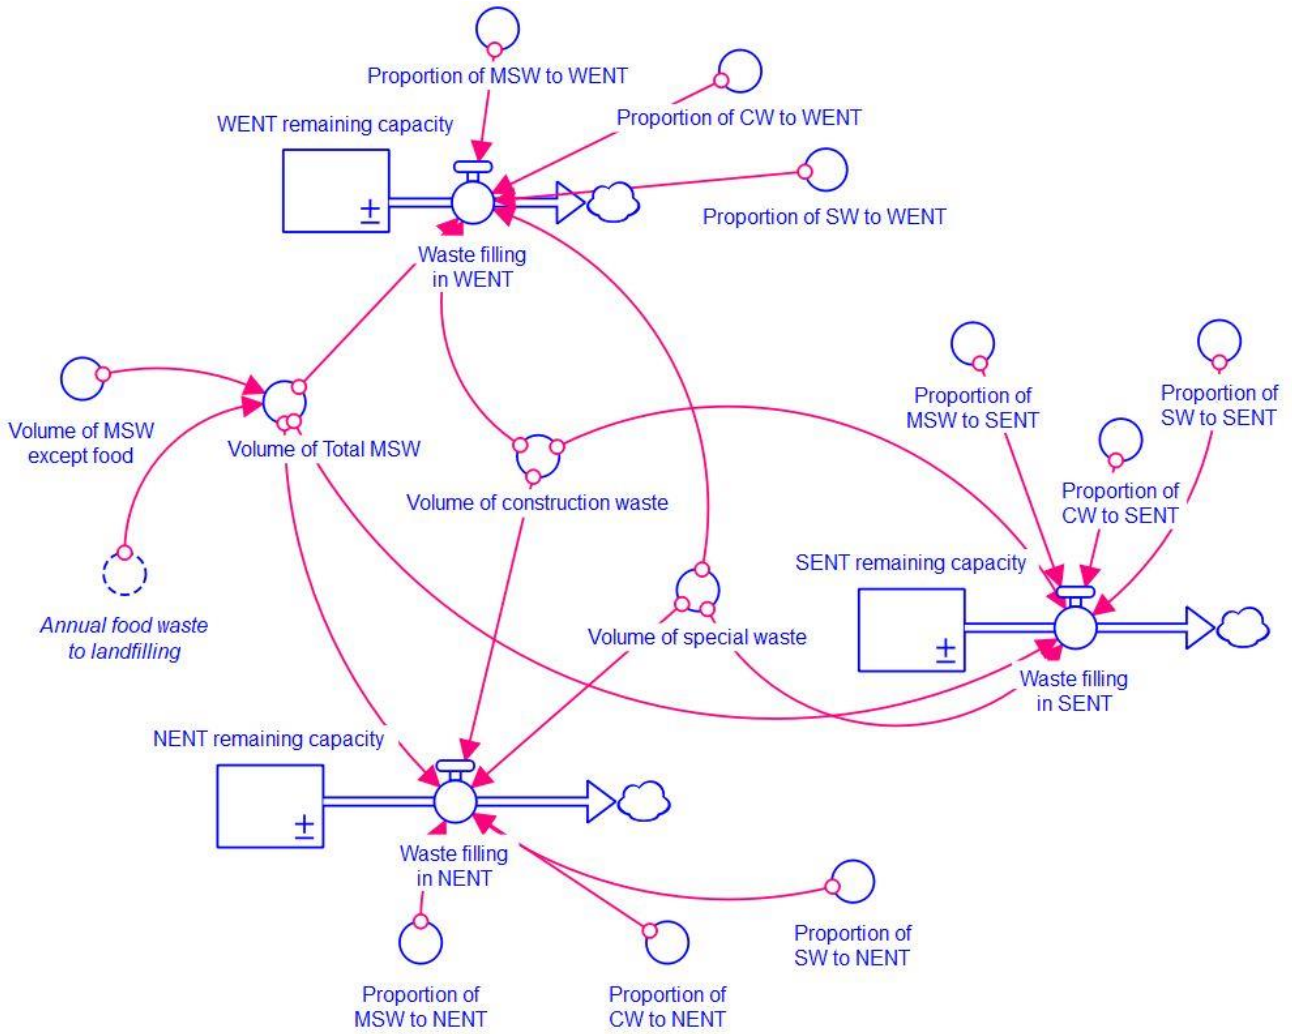 Proportion of MSW to WENT
Proportion of CW to WENT
WENT remaining capacity
±
Proportion of SW to WENT
Waste filling
in WENT
Volume of MSW
except food
Volume of Total MSW
Proportion of
MSW to SENT
Proportion of
SW to SENT
Volume of construction waste
Proportion of
CW to SENT
SENT remaining capacity
±
Annual food waste
to landfilling
Volume of special waste
Waste filling
in SENT
NENT remaining capacity
±
Waste filling
in NENT
Proportion of
SW to NENT
Proportion of
MSW to NENT
Proportion of
CW to NENT